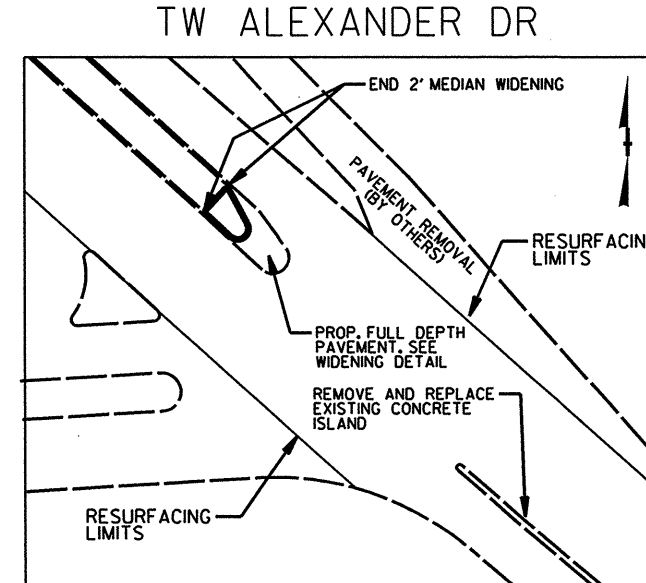 TW ALEXANDER DR
END 2' MEDIAN WIDENING
PAVEMENT REMOVAL
(BY OTHERS)
RESURFACIN
LIMITS
PROP. FULL DEPTH
PAVEMENT. SEE
WIDENING DETAIL
REMOVE AND REPLACE
EXISTING CONCRETE
ISLAND
RESURFACING
LIMITS